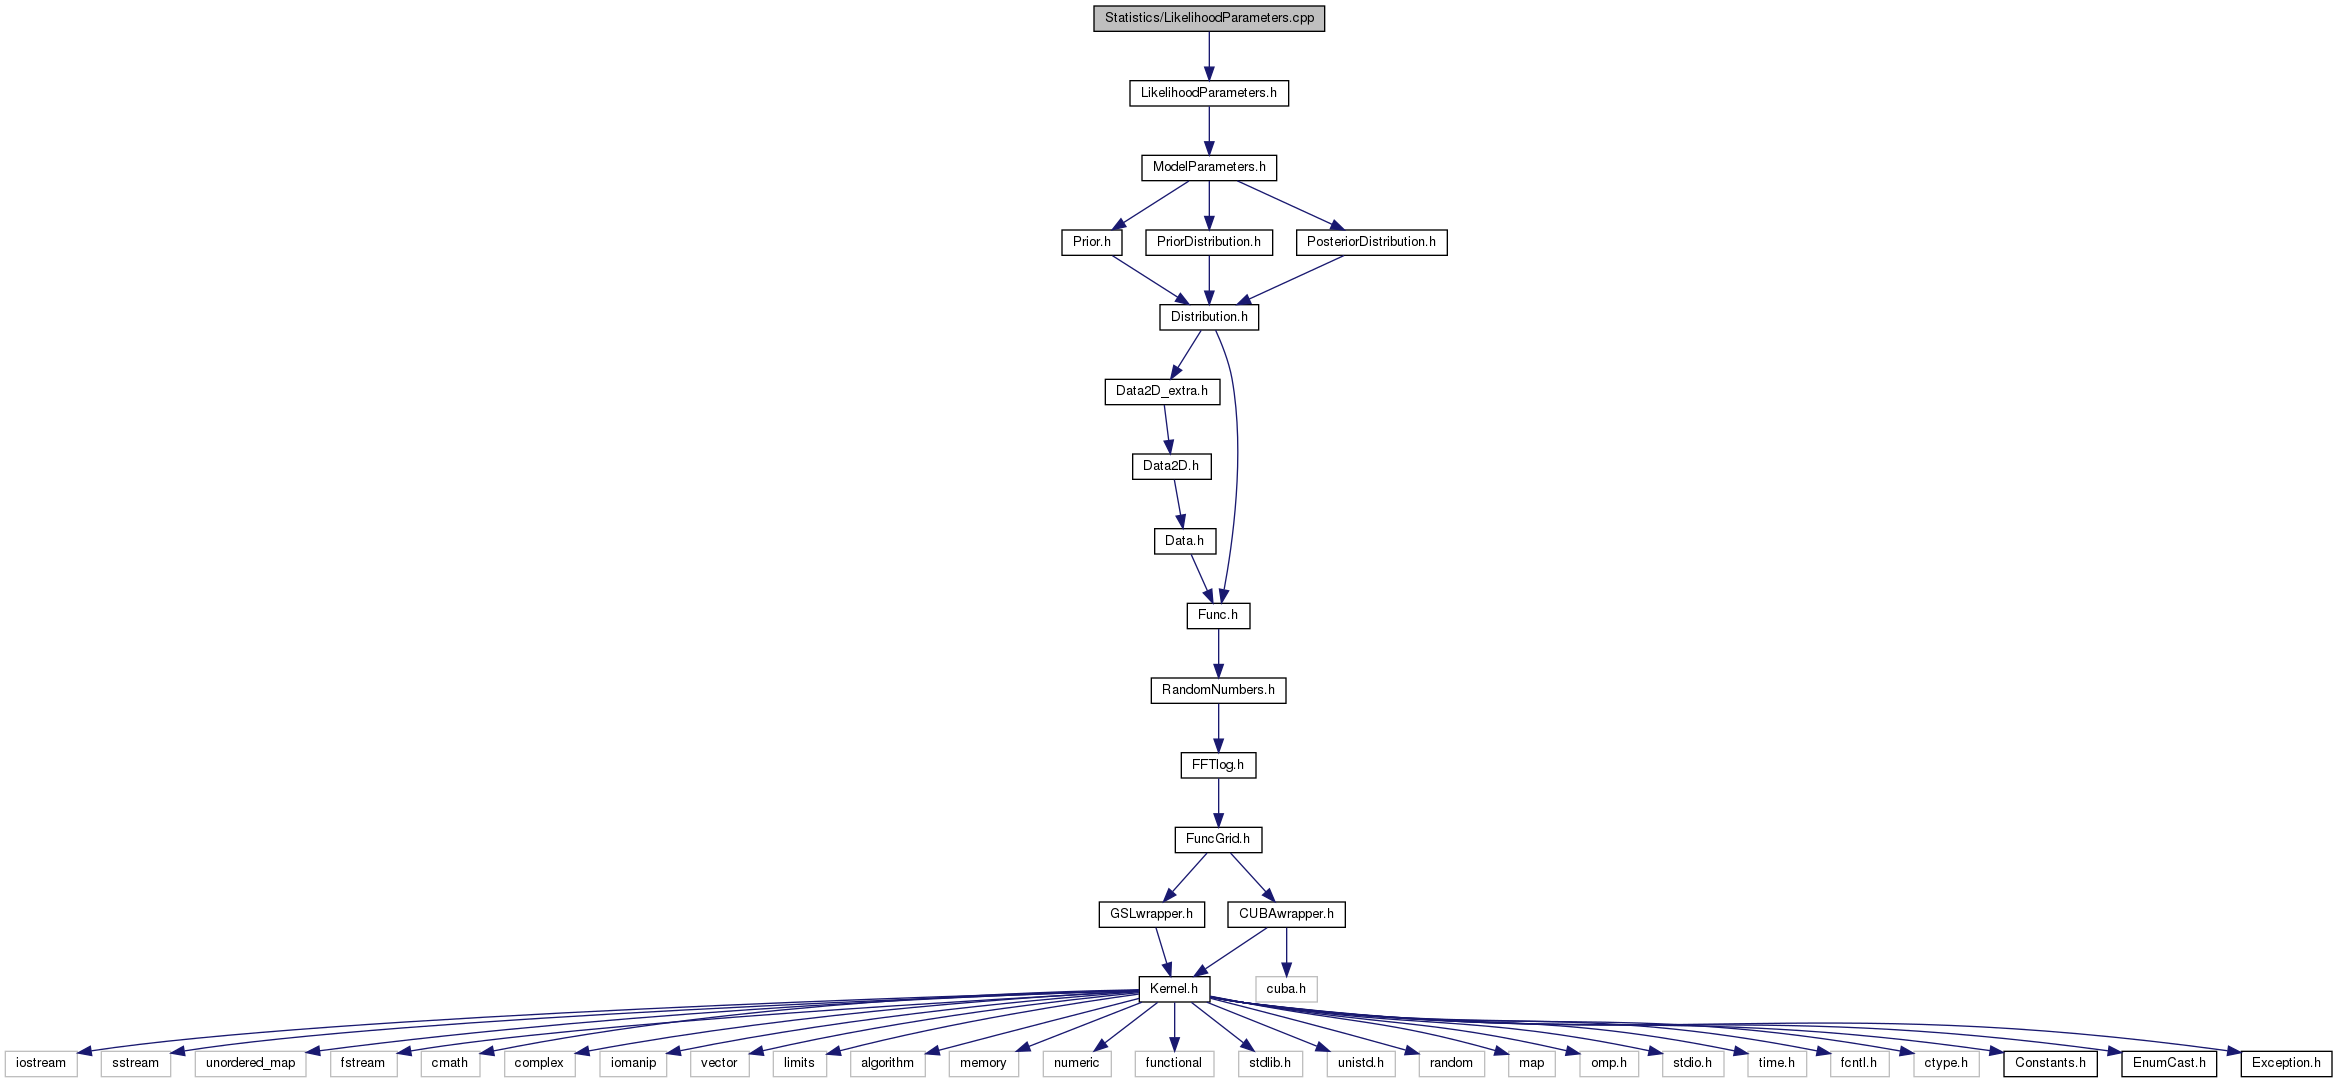 Statistics/LikelihoodParameters.cpp
LikelihoodParameters.h
ModelParameters.h
Prior.h
PriorDistribution.h
PosteriorDistribution.h
Distribution.h
Data2D_extra.h
Data2D.h
Data.h
Func.h
RandomNumbers.h
FFTlog.h
FuncGrid.h
GSLwrapper.h
CUBAwrapper.h
Kernel.h
cuba.h
iostream
sstream
unordered_map
fstream
cmath
complex
iomanip
vector
limits
algorithm
memory
numeric
functional
stdlib.h
unistd.h
random
map
omp.h
stdio.h
time.h
fcntl.h
ctype.h
Constants.h
EnumCast.h
Exception.h